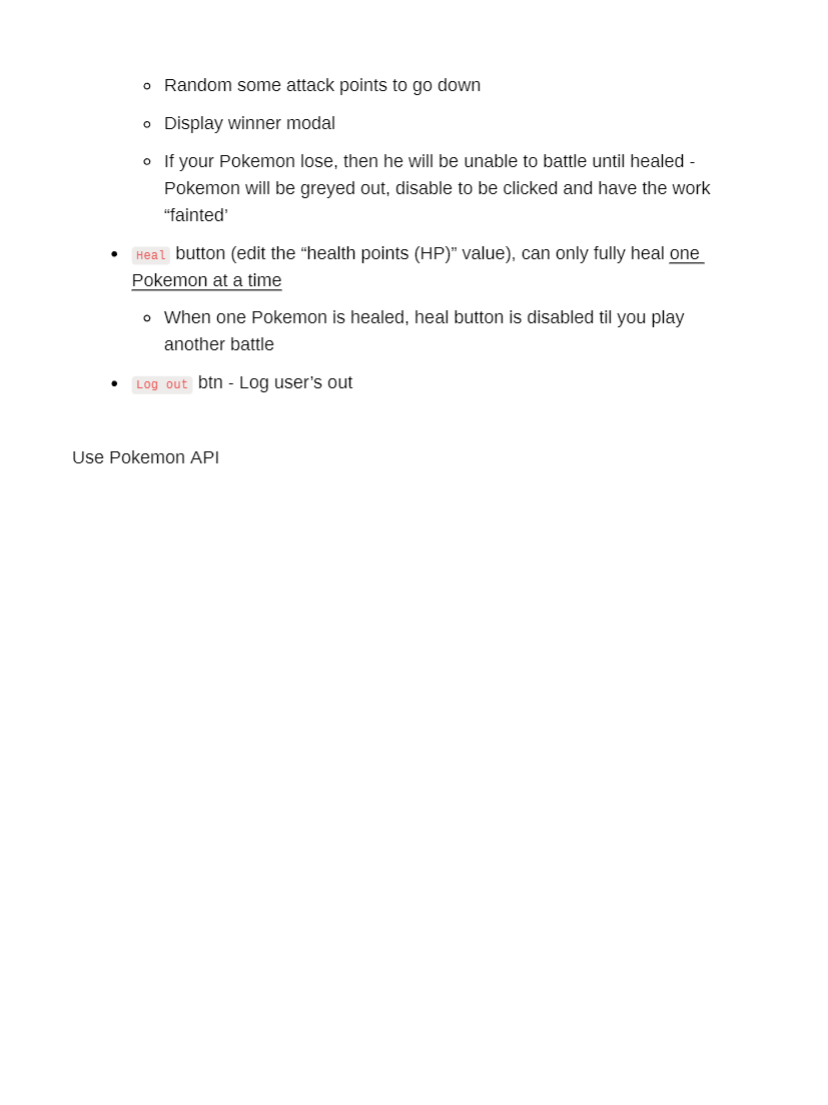 Random some attack points to go down
Display winner modal
If your Pokemon lose, then he will be unable to battle until healed -
Pokemon will be greyed out, disable to be clicked and have the work
“fainted’
Heal button (edit the “health points (HP)” value), can only fully heal one
Pokemon at a time
When one Pokemon is healed, heal button is disabled til you play
another battle
Log out btn - Log user’s out
Use Pokemon API